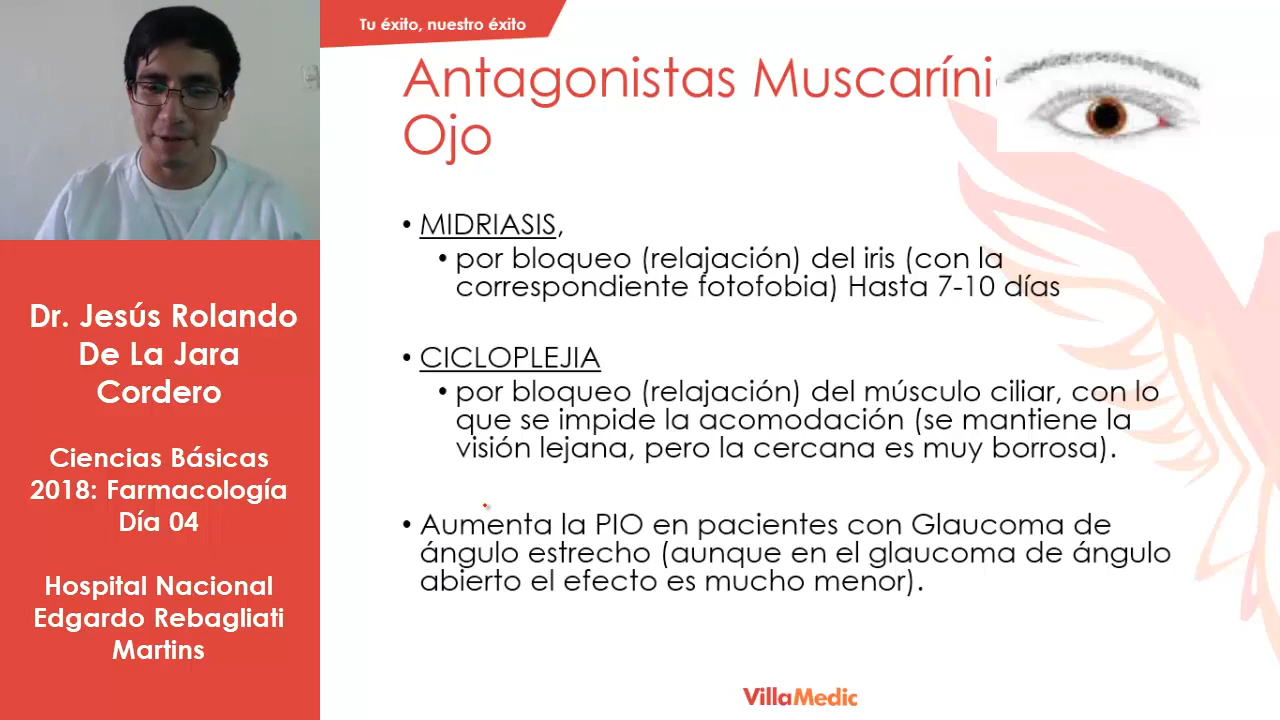 Tu éxito, nuestro éxito
Antagonistas Muscaríni
Ojo
• MIDRIASIS,
• por bloqueo (relajación) del iris (con la
correspondiente fotofobia) Hasta 7-10 días
• CICLOPLEJIA
• por bloqueo (relajación) del músculo ciliar, con lo
que se impide la acomodación (se mantiene la
visión lejana, pero la cercana es muy borrosa).
• Aumenta la PIO en pacientes con Glaucoma de
ángulo estrecho (aunque en el glaucoma de ángulo
abierto el efecto es mucho menor).
Dr. Jesús Rolando
De La Jara
Cordero
Ciencias Básicas
2018: Farmacología
Día 04
Hospital Nacional
Edgardo Rebagliati
Martins
VillaMedic